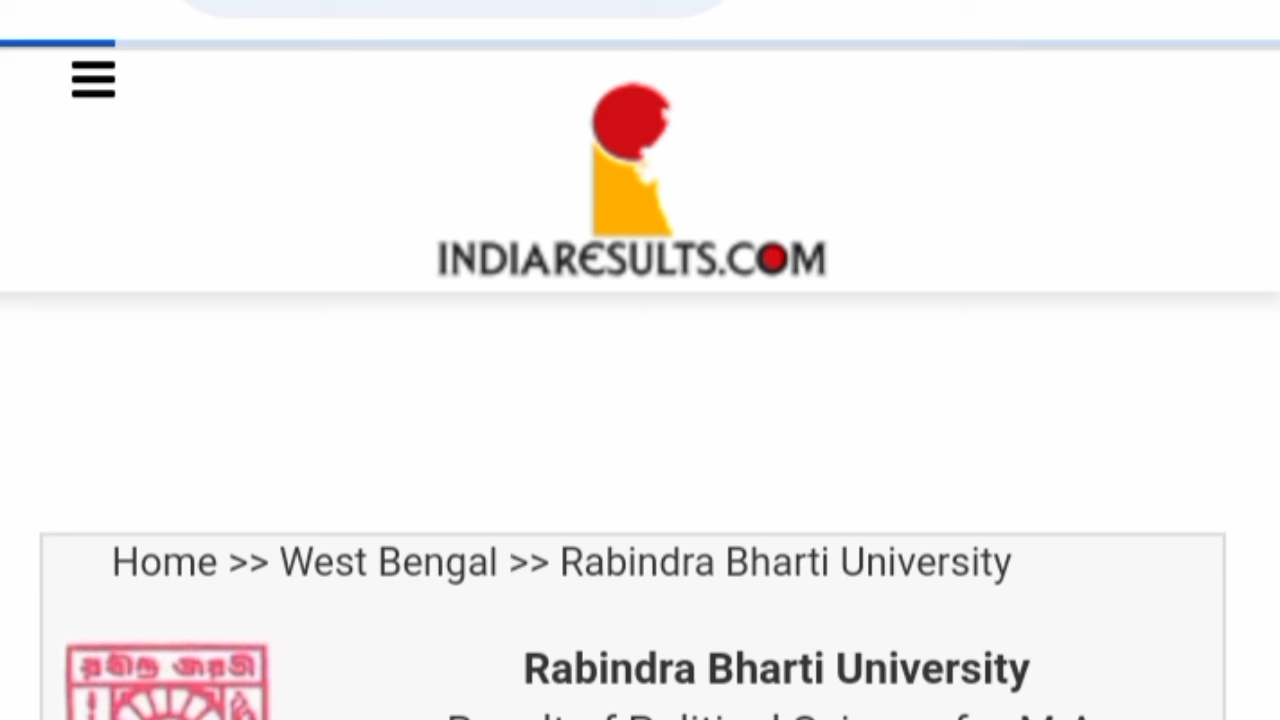 INDIARESULTS.COM
Home >> West Bengal >> Rabindra Bharti University
Rabindra Bharti University